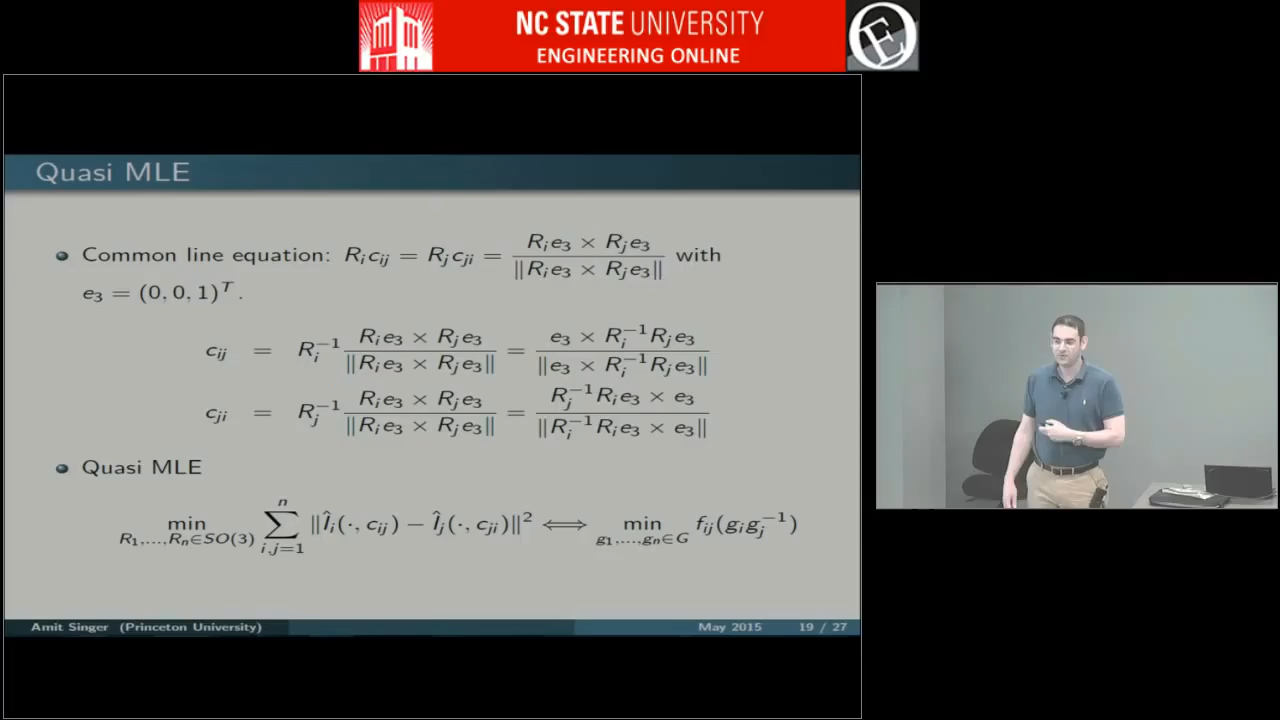 NC STATE UNIVERSITY
ENGINEERING ONLINE
Quasi MLE
Common line equation: R_i c_ij = R_j c_ji = (R_i e_3 × R_j e_3) / ‖R_i e_3 × R_j e_3‖ with
e_3 = (0, 0, 1)^T.
c_ij = R_i^{-1} (R_i e_3 × R_j e_3) / ‖R_i e_3 × R_j e_3‖ = (e_3 × R_i^{-1} R_j e_3) / ‖e_3 × R_i^{-1} R_j e_3‖
c_ji = R_j^{-1} (R_i e_3 × R_j e_3) / ‖R_i e_3 × R_j e_3‖ = (R_j^{-1} R_i e_3 × e_3) / ‖R_i^{-1} R_i e_3 × e_3‖
Quasi MLE
min_{R_1,...,R_n∈SO(3)} ∑_{i,j=1}^{n} ‖Î_i(·, c_ij) − Î_j(·, c_ji)‖² ⟺ min_{g_1,...,g_n∈G} f_ij(g_i g_j^{-1})
Amit Singer (Princeton University) May 2015 19 / 27